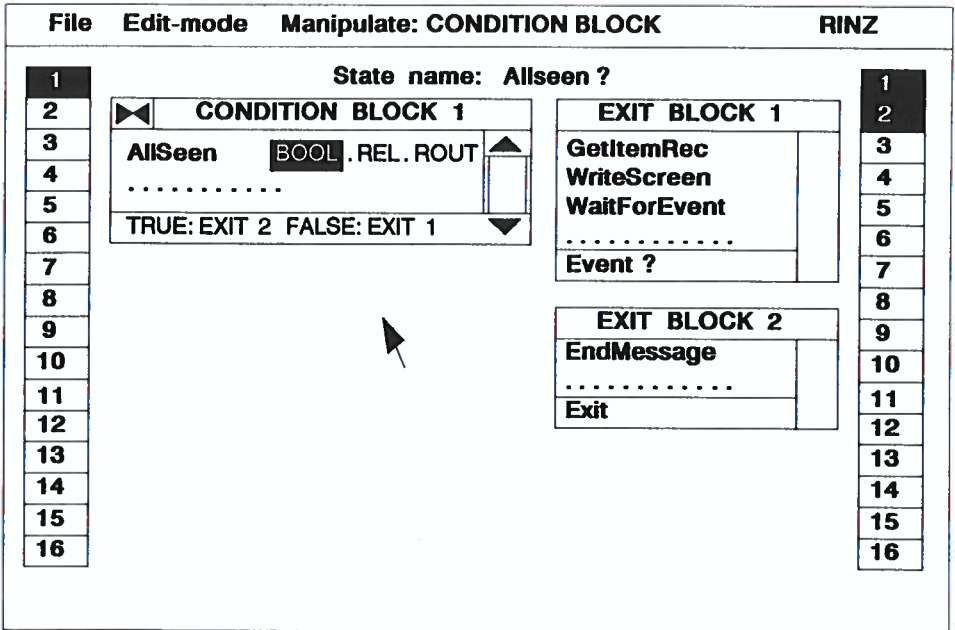 File Edit-mode Manipulate: CONDITION BLOCK RINZ
State name: Allseen ?
1
2
3
4
5
6
7
8
9
10
11
12
13
14
15
16
CONDITION BLOCK 1
AllSeen BOOL . REL . ROUT
. . . . . . . . . . .
TRUE: EXIT 2 FALSE: EXIT 1
EXIT BLOCK 1
GetItemRec
WriteScreen
WaitForEvent
. . . . . . . . . . . .
Event ?
EXIT BLOCK 2
EndMessage
. . . . . . . . . . . .
Exit
1
2
3
4
5
6
7
8
9
10
11
12
13
14
15
16